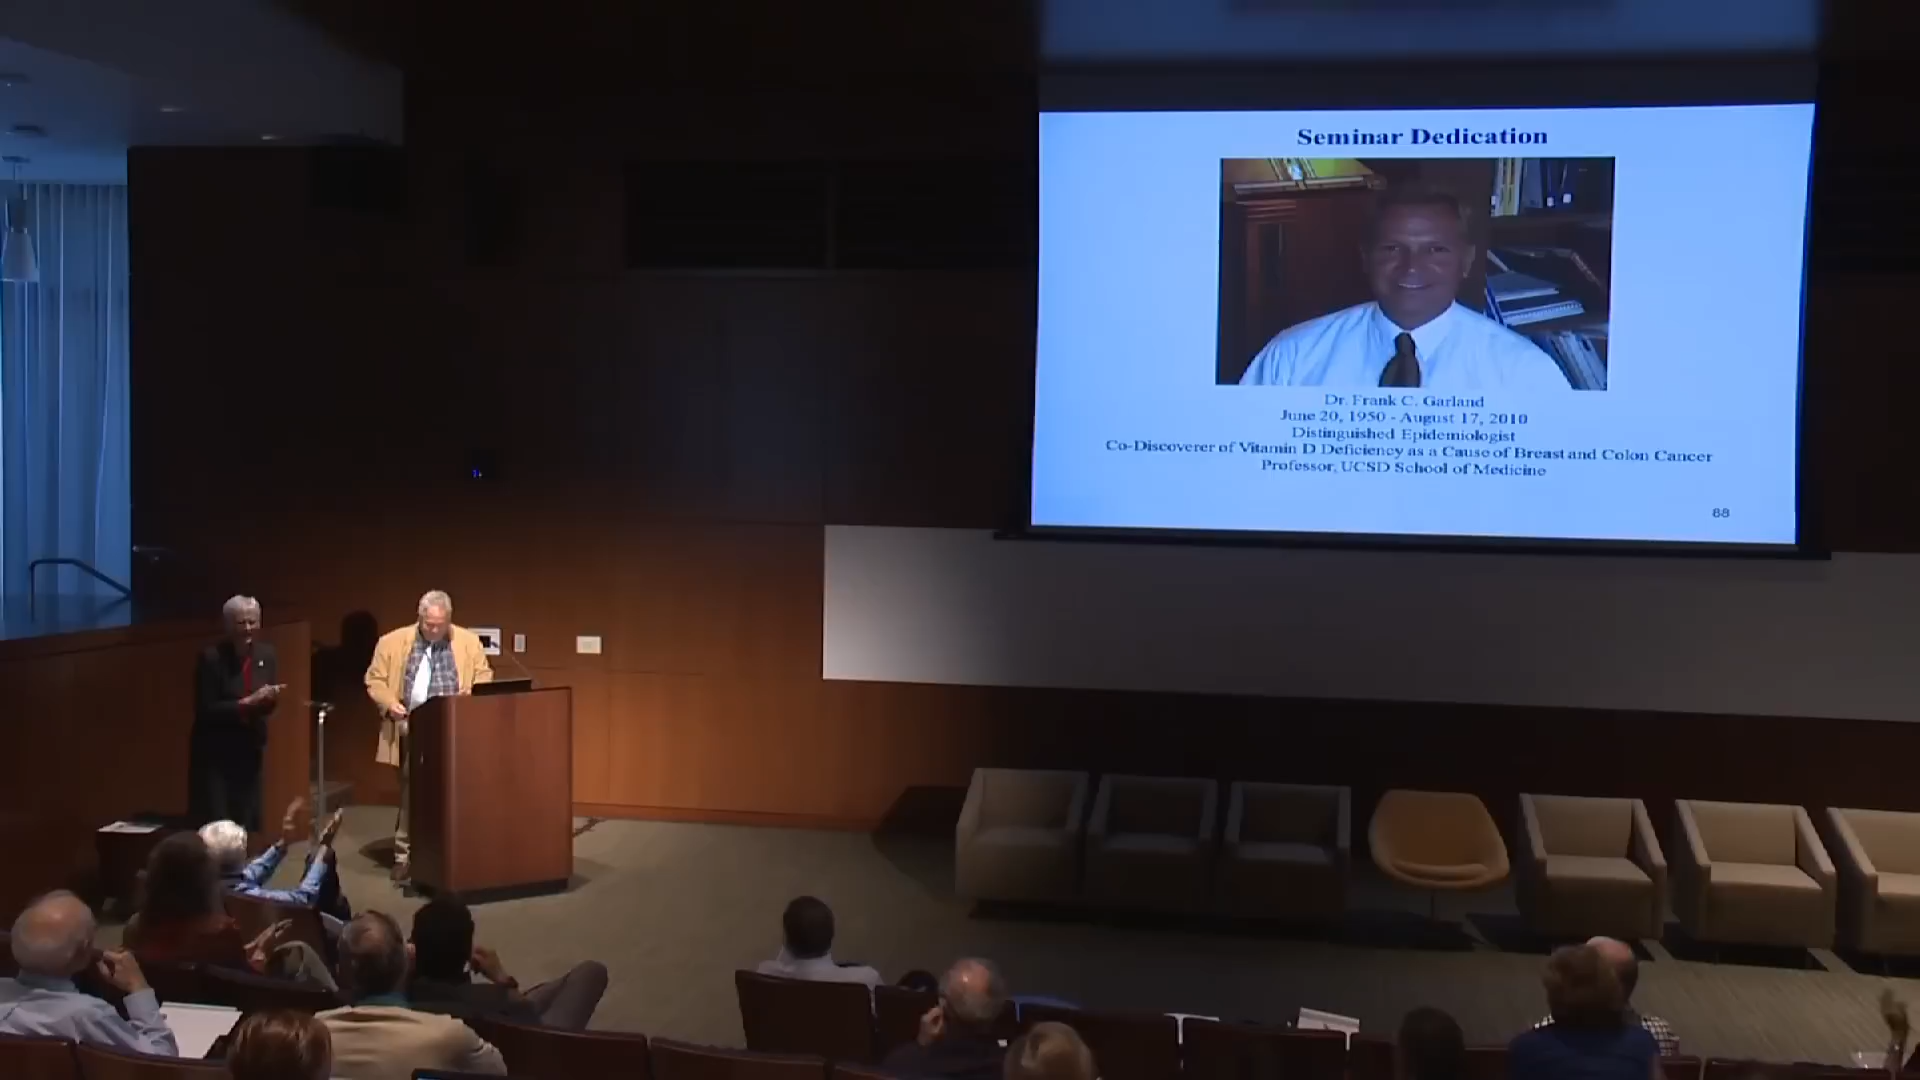 Seminar Dedication
Dr. Frank C. Garland
June 20, 1950 - August 17, 2010
Distinguished Epidemiologist
Co-Discoverer of Vitamin D Deficiency as a Cause of Breast and Colon Cancer
Professor, UCSD School of Medicine
88